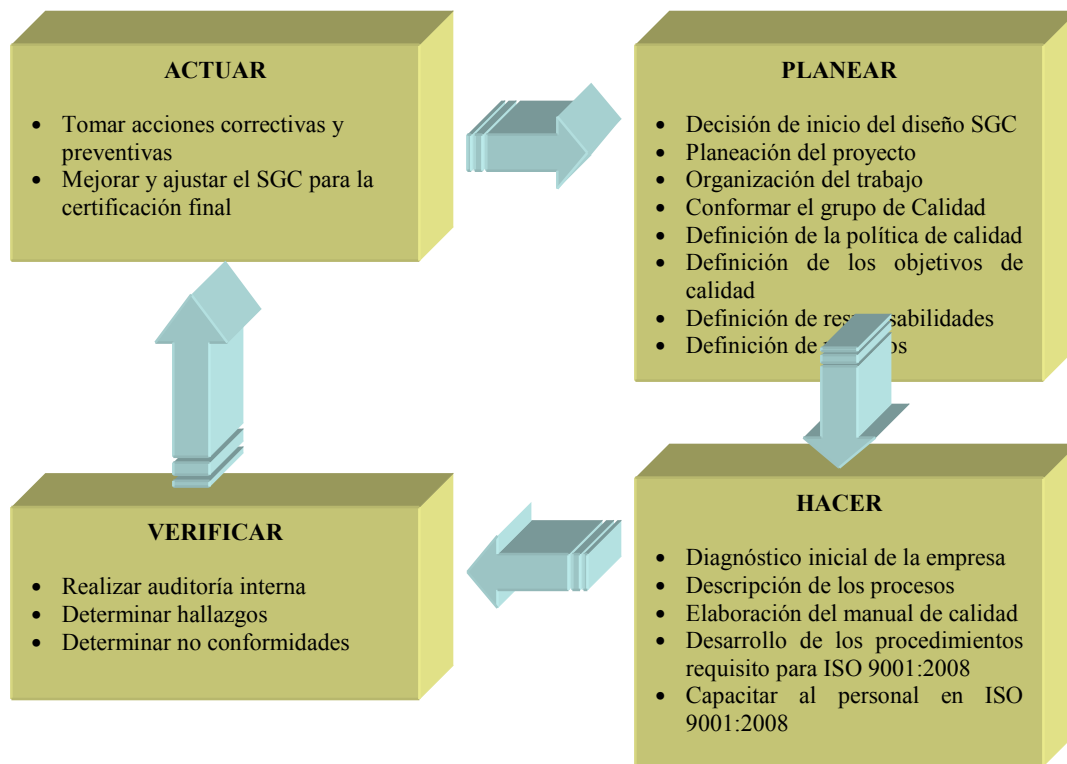 ACTUAR
• Tomar acciones correctivas y
preventivas
• Mejorar y ajustar el SGC para la
certificación final
PLANEAR
• Decisión de inicio del diseño SGC
• Planeación del proyecto
• Organización del trabajo
• Conformar el grupo de Calidad
• Definición de la política de calidad
• Definición de los objetivos de
calidad
• Definición de responsabilidades
• Definición de
VERIFICAR
• Realizar auditoría interna
• Determinar hallazgos
• Determinar no conformidades
HACER
• Diagnóstico inicial de la empresa
• Descripción de los procesos
• Elaboración del manual de calidad
• Desarrollo de los procedimientos
requisito para ISO 9001:2008
• Capacitar al personal en ISO
9001:2008